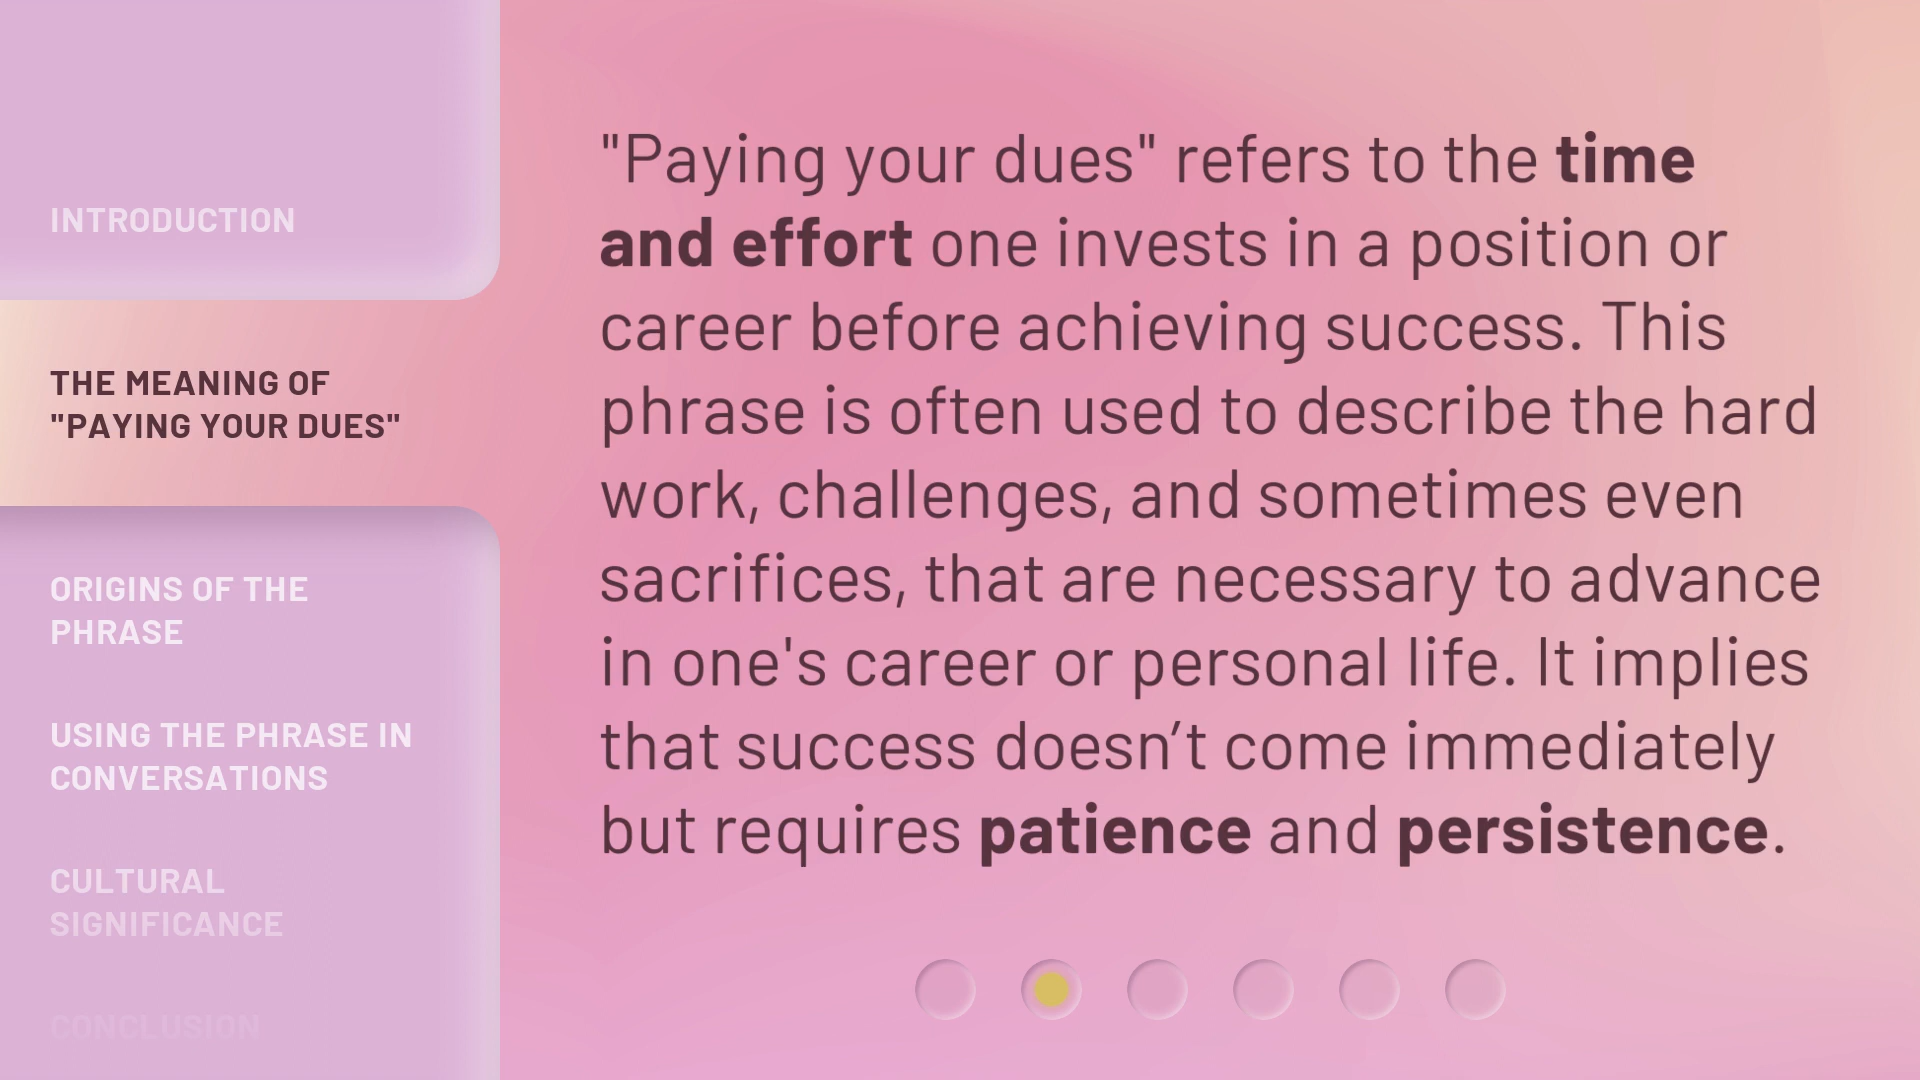 INTRODUCTION
THE MEANING OF
"PAYING YOUR DUES"
ORIGINS OF THE
PHRASE
USING THE PHRASE IN
CONVERSATIONS
CULTURAL
SIGNIFICANCE
CONCLUSION
"Paying your dues" refers to the time
and effort one invests in a position or
career before achieving success. This
phrase is often used to describe the hard
work, challenges, and sometimes even
sacrifices, that are necessary to advance
in one's career or personal life. It implies
that success doesn’t come immediately
but requires patience and persistence.